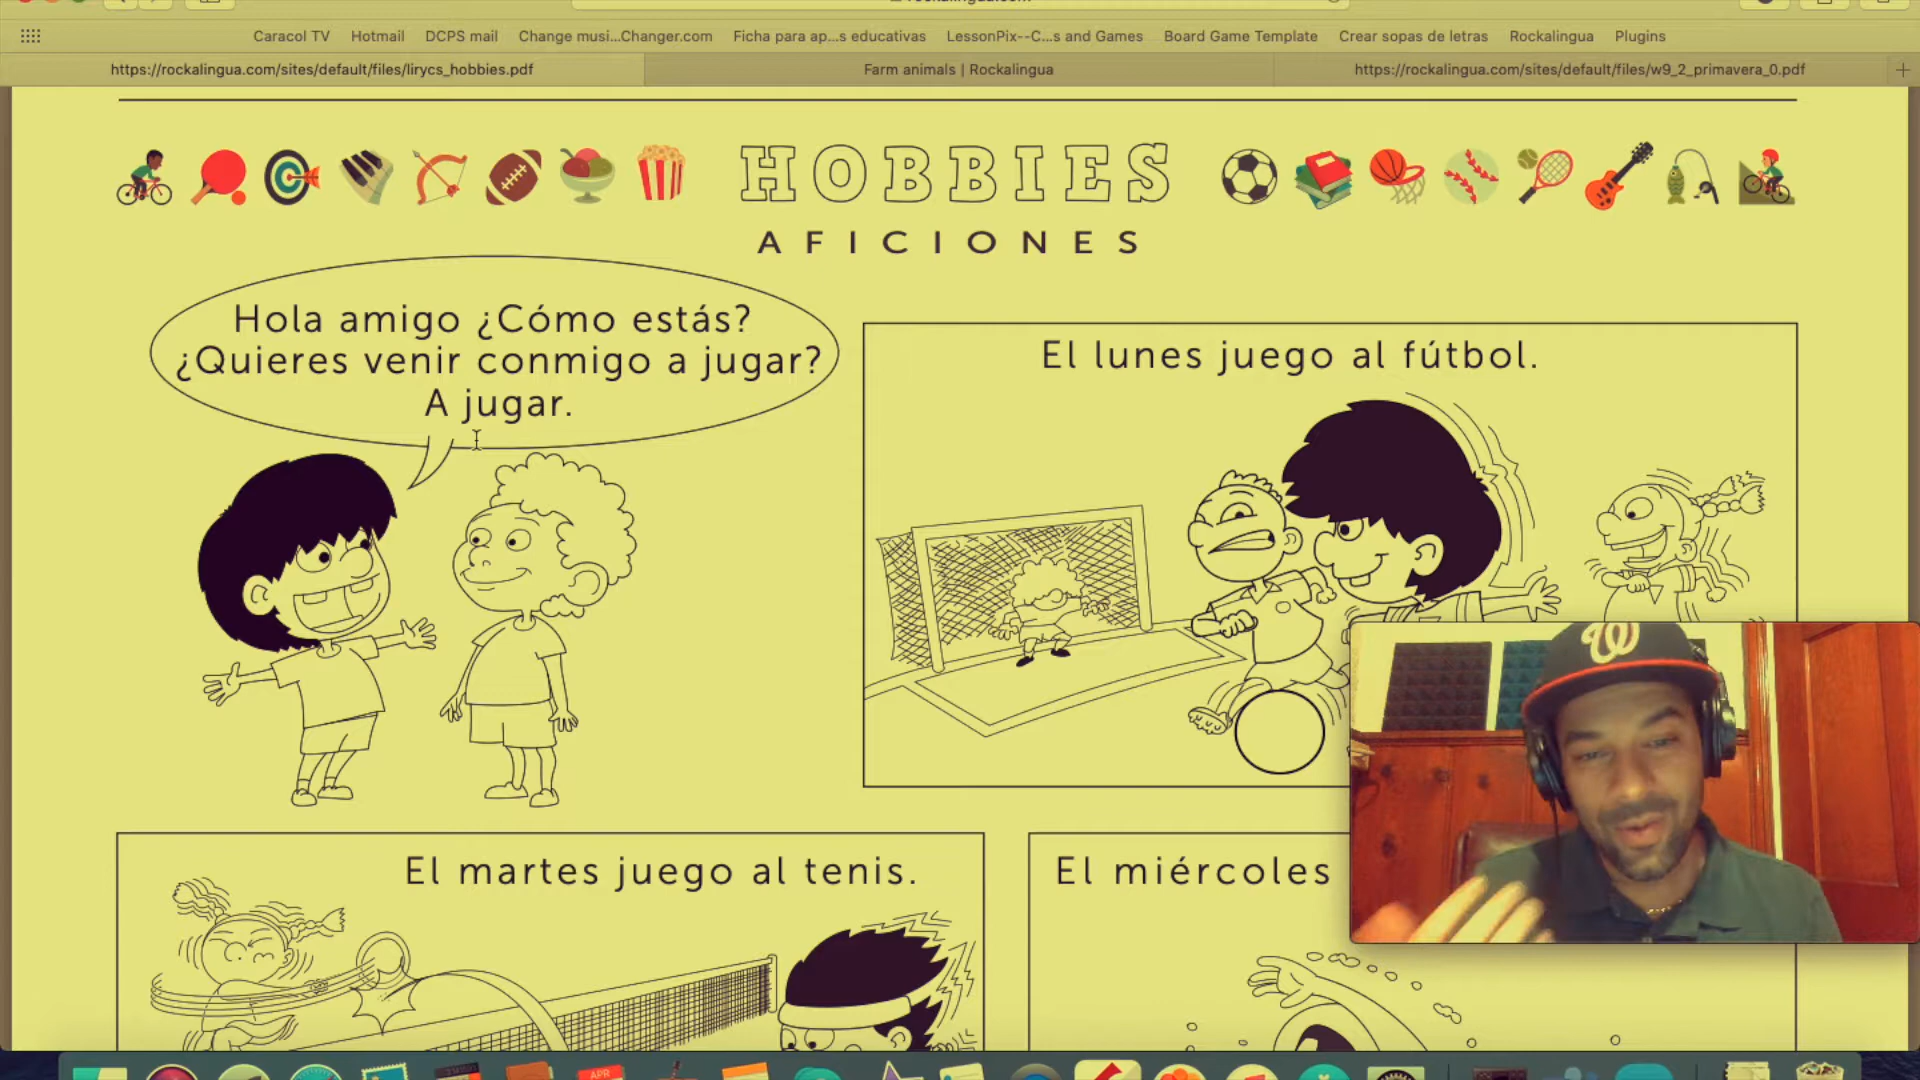 rockalingua.com
Caracol TV Hotmail DCPS mail Change musi...Changer.com Ficha para ap...s educativas LessonPix--C...s and Games Board Game Template Crear sopas de letras Rockalingua Plugins
https://rockalingua.com/sites/default/files/lirycs_hobbies.pdf Farm animals | Rockalingua https://rockalingua.com/sites/default/files/w9_2_primavera_0.pdf
HOBBIES
AFICIONES
Hola amigo ¿Cómo estás?
¿Quieres venir conmigo a jugar?
A jugar.
El lunes juego al fútbol.
El martes juego al tenis.
El miércoles
W
APR